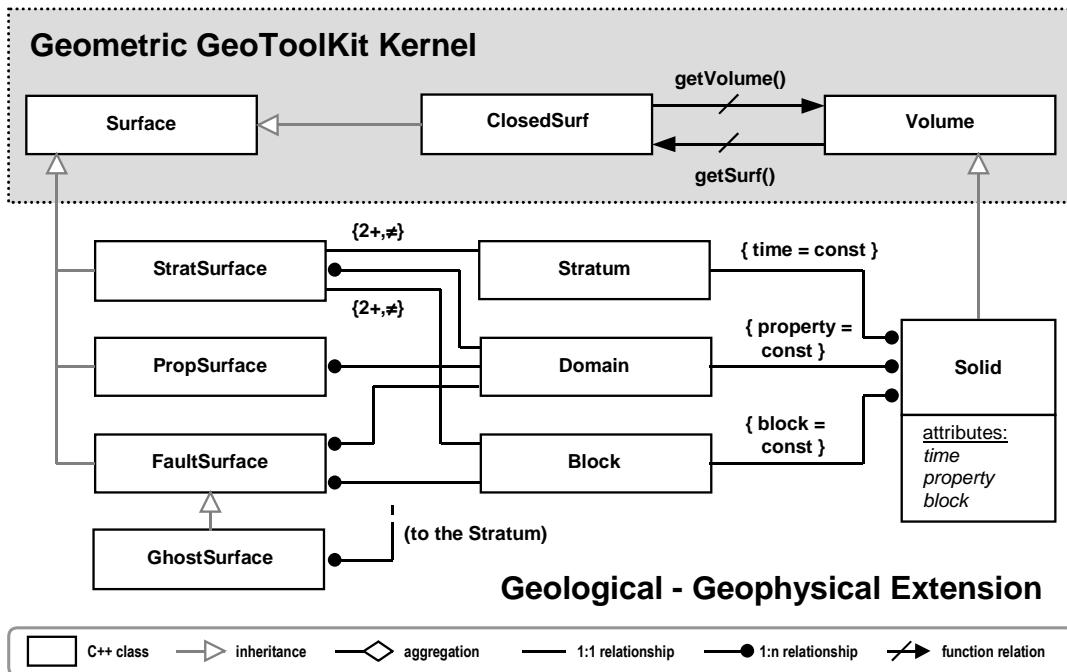 Geometric GeoToolKit Kernel
getVolume()
Surface
ClosedSurf
Volume
getSurf()
{2+,≠}
{ time = const }
StratSurface
Stratum
{2+,≠}
{ property =
const }
PropSurface
Domain
Solid
{ block =
const }
attributes:
time
property
block
FaultSurface
Block
(to the Stratum)
GhostSurface
Geological - Geophysical Extension
C++ class
inheritance
aggregation
1:1 relationship
1:n relationship
function relation